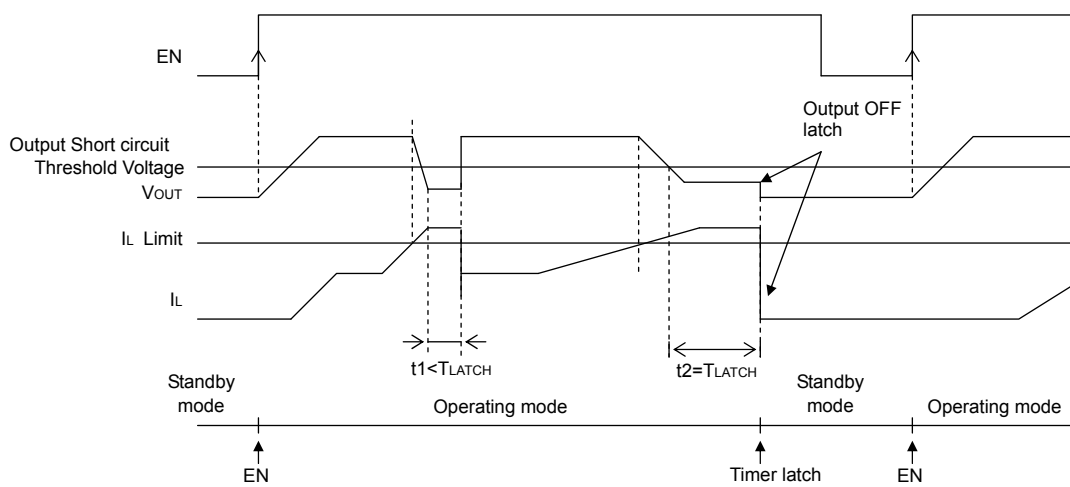 EN
Output OFF
latch
Output Short circuit
Threshold Voltage
VOUT
IL Limit
IL
t1<TLATCH
t2=TLATCH
Standby
mode
Operating mode
Standby
mode
Operating mode
EN
Timer latch
EN